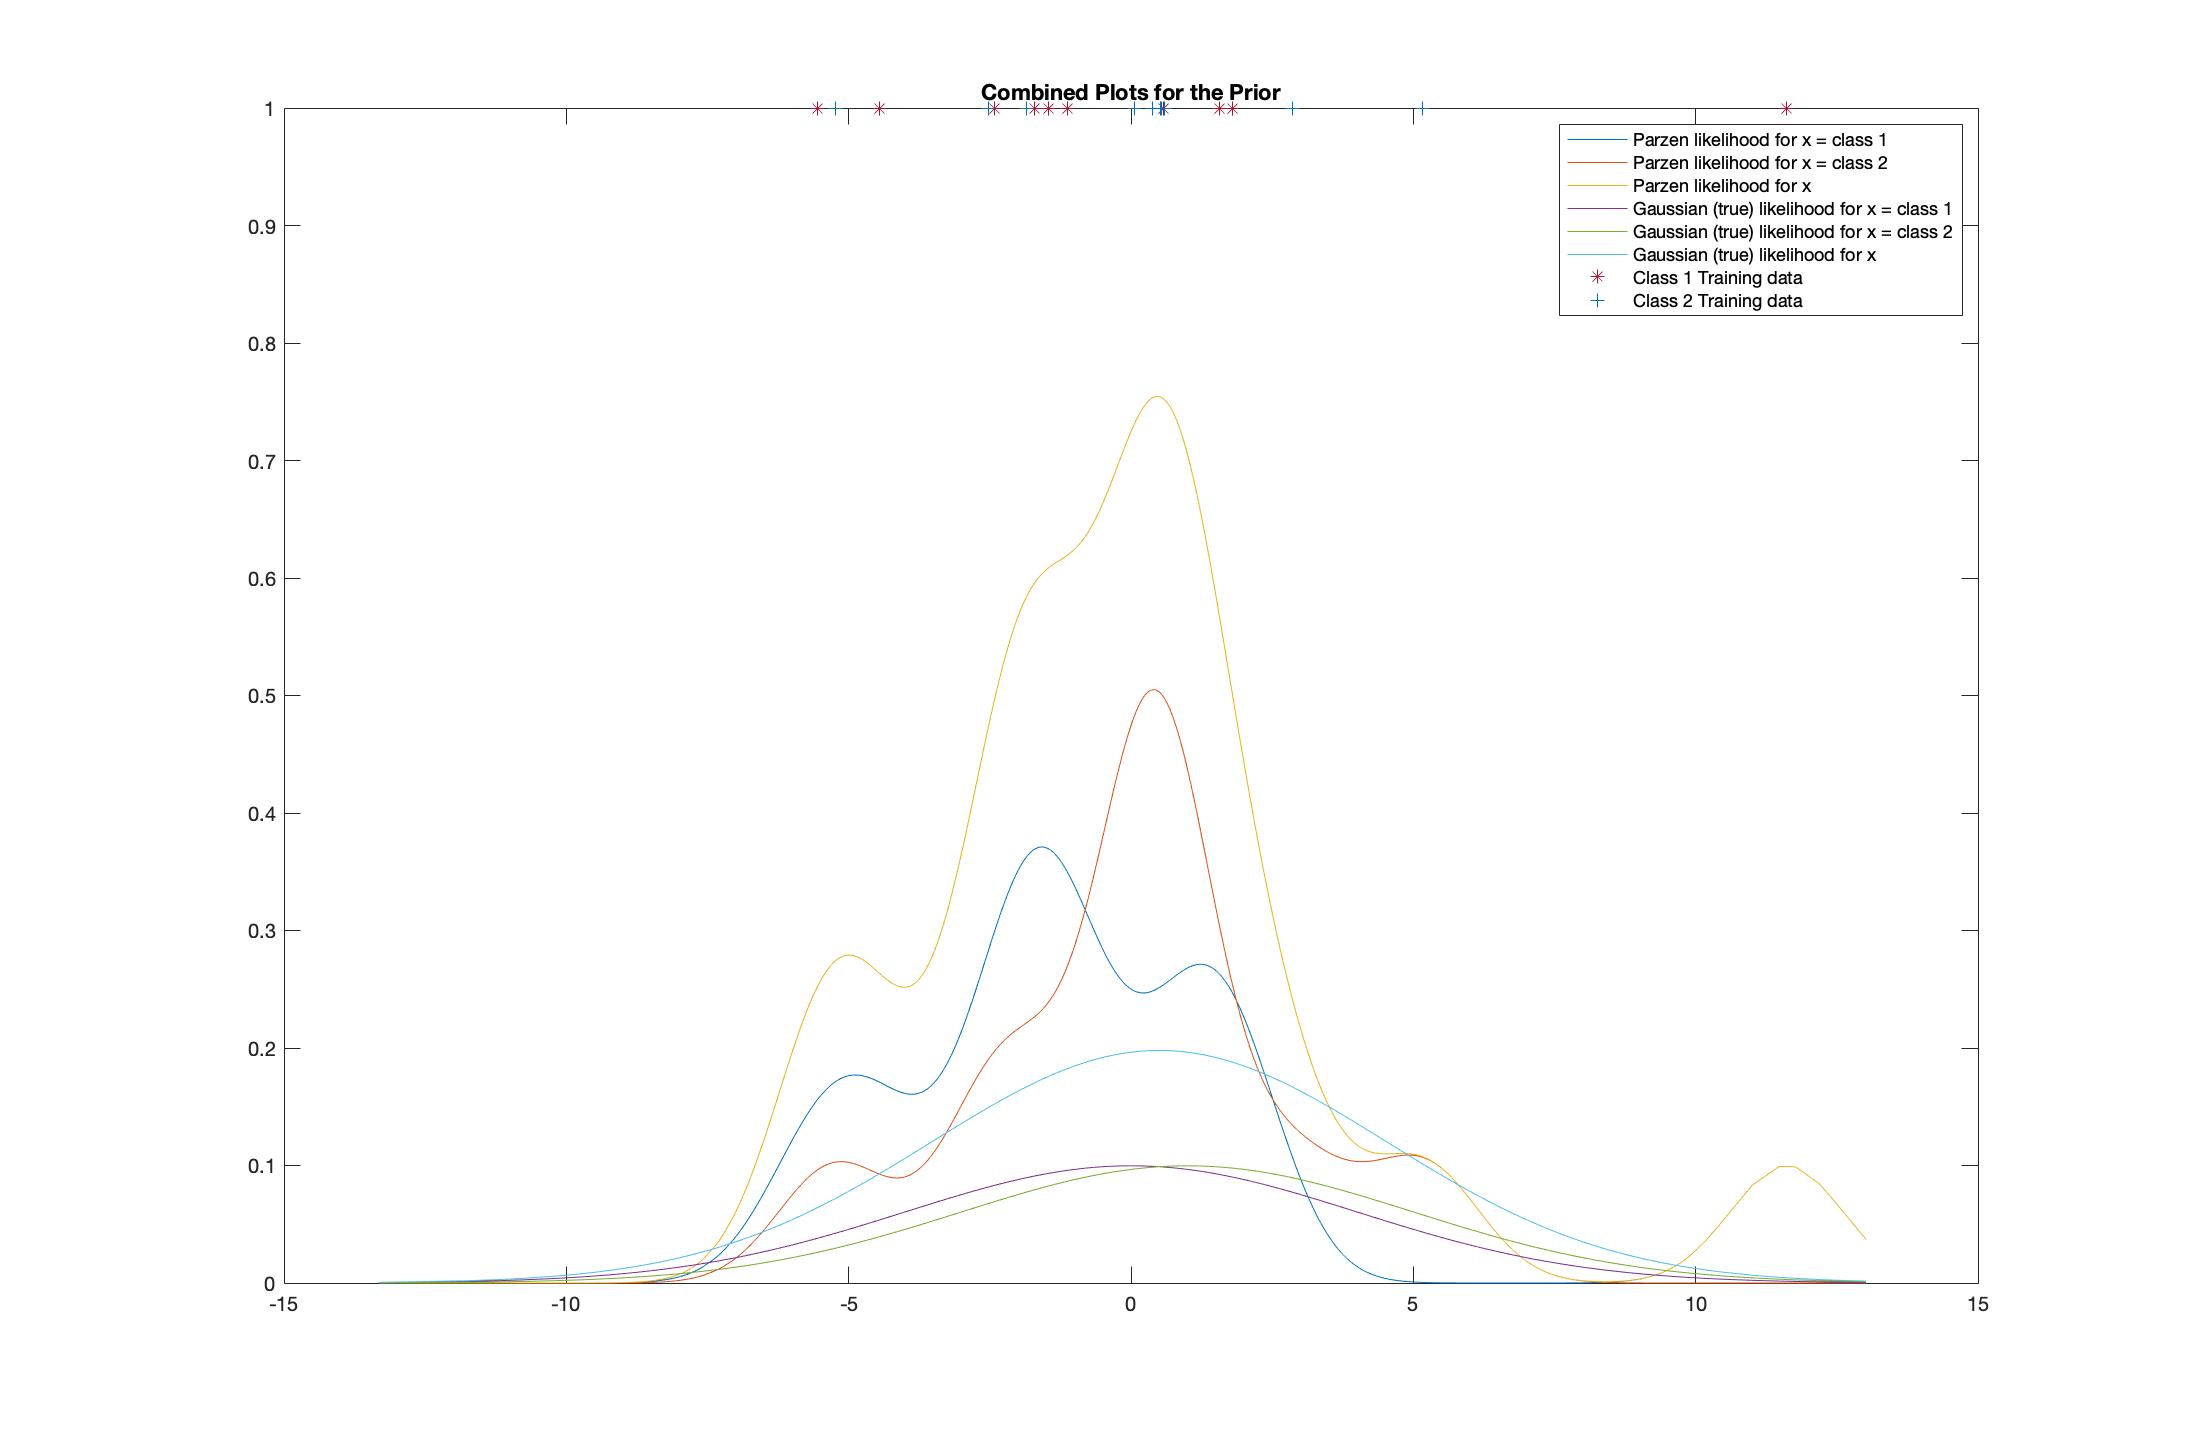 Combined Plots for the Prior
1
0.9
0.8
0.7
0.6
0.5
0.4
0.3
0.2
0.1
0
-15
-10
-5
0
5
10
15
Parzen likelihood for x = class 1
Parzen likelihood for x = class 2
Parzen likelihood for x
Gaussian (true) likelihood for x = class 1
Gaussian (true) likelihood for x = class 2
Gaussian (true) likelihood for x
Class 1 Training data
Class 2 Training data